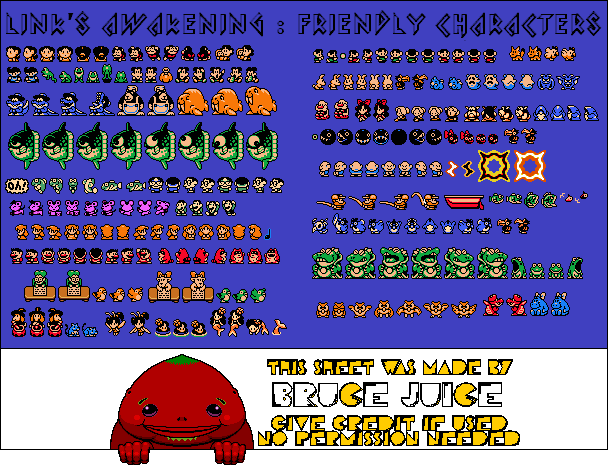 LINK'S AWAKENING : FRIENDLY CHARACTERS
THIS SHEET WAS MADE BY
BRUCE JUICE
GIVE CREDIT IF USED
NO PERMISSION NEEDED